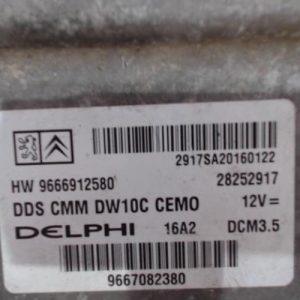 2917SA20160122
HW 9666912580 28252917
DDS CMM DW10C CEMO 12V=
DELPHI 16A2 DCM3.5
9667082380